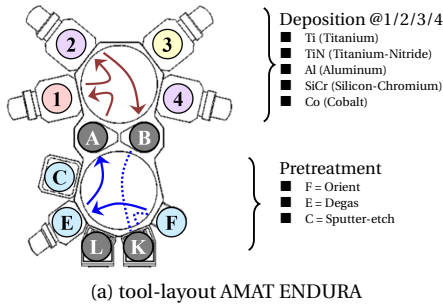 2
3
1
4
A
B
C
E
F
L
K
Deposition @1/2/3/4
■ Ti (Titanium)
■ TiN (Titanium-Nitride)
■ Al (Aluminum)
■ SiCr (Silicon-Chromium)
■ Co (Cobalt)
Pretreatment
■ F = Orient
■ E = Degas
■ C = Sputter-etch
(a) tool-layout AMAT ENDURA